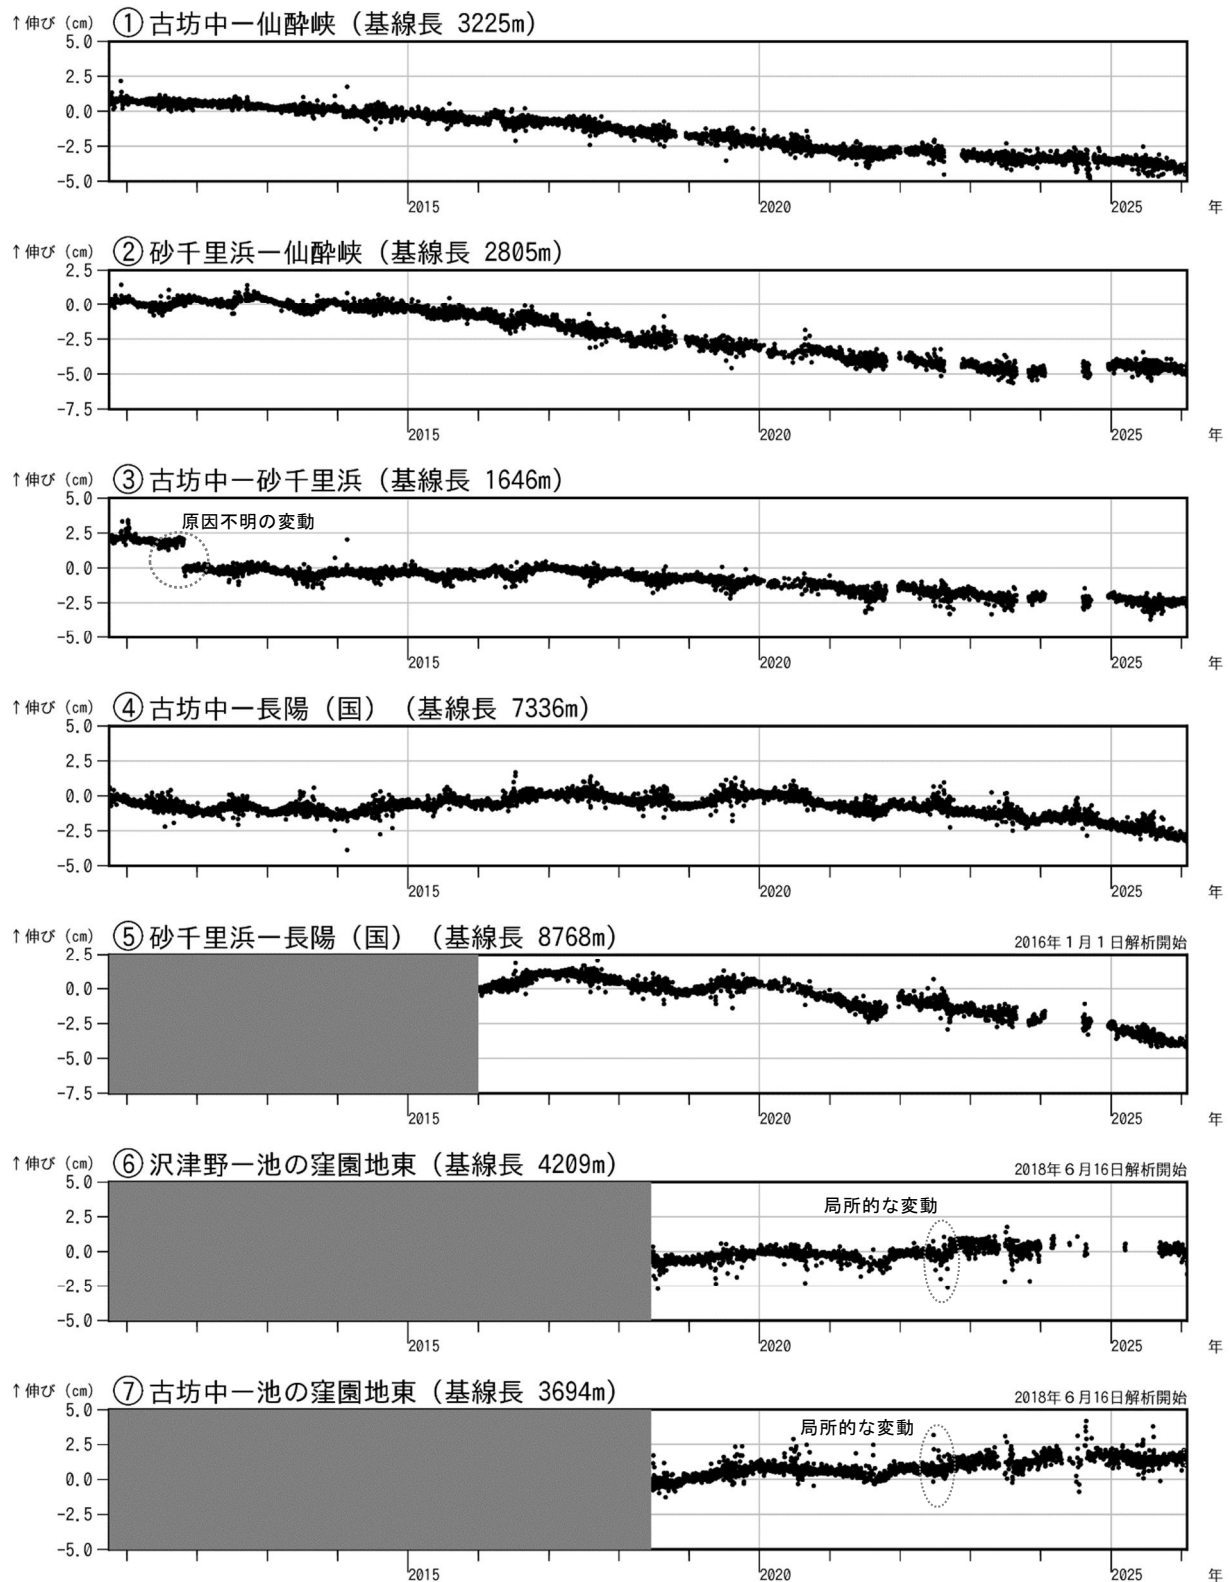 ↑伸び（cm） ①古坊中ー仙酔峡（基線長 3225m）
5.0
2.5
0.0
-2.5
-5.0
2015 2020 2025 年
↑伸び（cm） ②砂千里浜ー仙酔峡（基線長 2805m）
2.5
0.0
-2.5
-5.0
-7.5
2015 2020 2025 年
↑伸び（cm） ③古坊中ー砂千里浜（基線長 1646m）
5.0
原因不明の変動
2.5
0.0
-2.5
-5.0
2015 2020 2025 年
↑伸び（cm） ④古坊中ー長陽（国）（基線長 7336m）
5.0
2.5
0.0
-2.5
-5.0
2015 2020 2025 年
↑伸び（cm） ⑤砂千里浜ー長陽（国）（基線長 8768m） 2016年１月１日解析開始
2.5
0.0
-2.5
-5.0
-7.5
2015 2020 2025 年
↑伸び（cm） ⑥沢津野ー池の窪園地東（基線長 4209m） 2018年６月16日解析開始
5.0
局所的な変動
2.5
0.0
-2.5
-5.0
2015 2020 2025 年
↑伸び（cm） ⑦古坊中ー池の窪園地東（基線長 3694m） 2018年６月16日解析開始
5.0
局所的な変動
2.5
0.0
-2.5
-5.0
2015 2020 2025 年